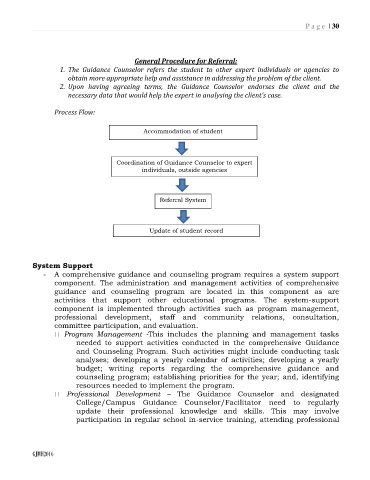 P a g e | 30
General Procedure for Referral:
1. The Guidance Counselor refers the student to other expert individuals or agencies to
obtain more appropriate help and assistance in addressing the problem of the client.
2. Upon having agreeing terms, the Guidance Counselor endorses the client and the
necessary data that would help the expert in analysing the client's case.
Process Flow:
Accommodation of student
Coordination of Guidance Counselor to expert
individuals, outside agencies
Referral System
Update of student record
System Support
- A comprehensive guidance and counseling program requires a system support
component. The administration and management activities of comprehensive
guidance and counseling program are located in this component as are
activities that support other educational programs. The system-support
component is implemented through activities such as program management,
professional development, staff and community relations, consultation,
committee participation, and evaluation.
Program Management -This includes the planning and management tasks
needed to support activities conducted in the comprehensive Guidance
and Counseling Program. Such activities might include conducting task
analyses; developing a yearly calendar of activities; developing a yearly
budget; writing reports regarding the comprehensive guidance and
counseling program; establishing priorities for the year; and, identifying
resources needed to implement the program.
Professional Development – The Guidance Counselor and designated
College/Campus Guidance Counselor/Facilitator need to regularly
update their professional knowledge and skills. This may involve
participation in regular school in-service training, attending professional